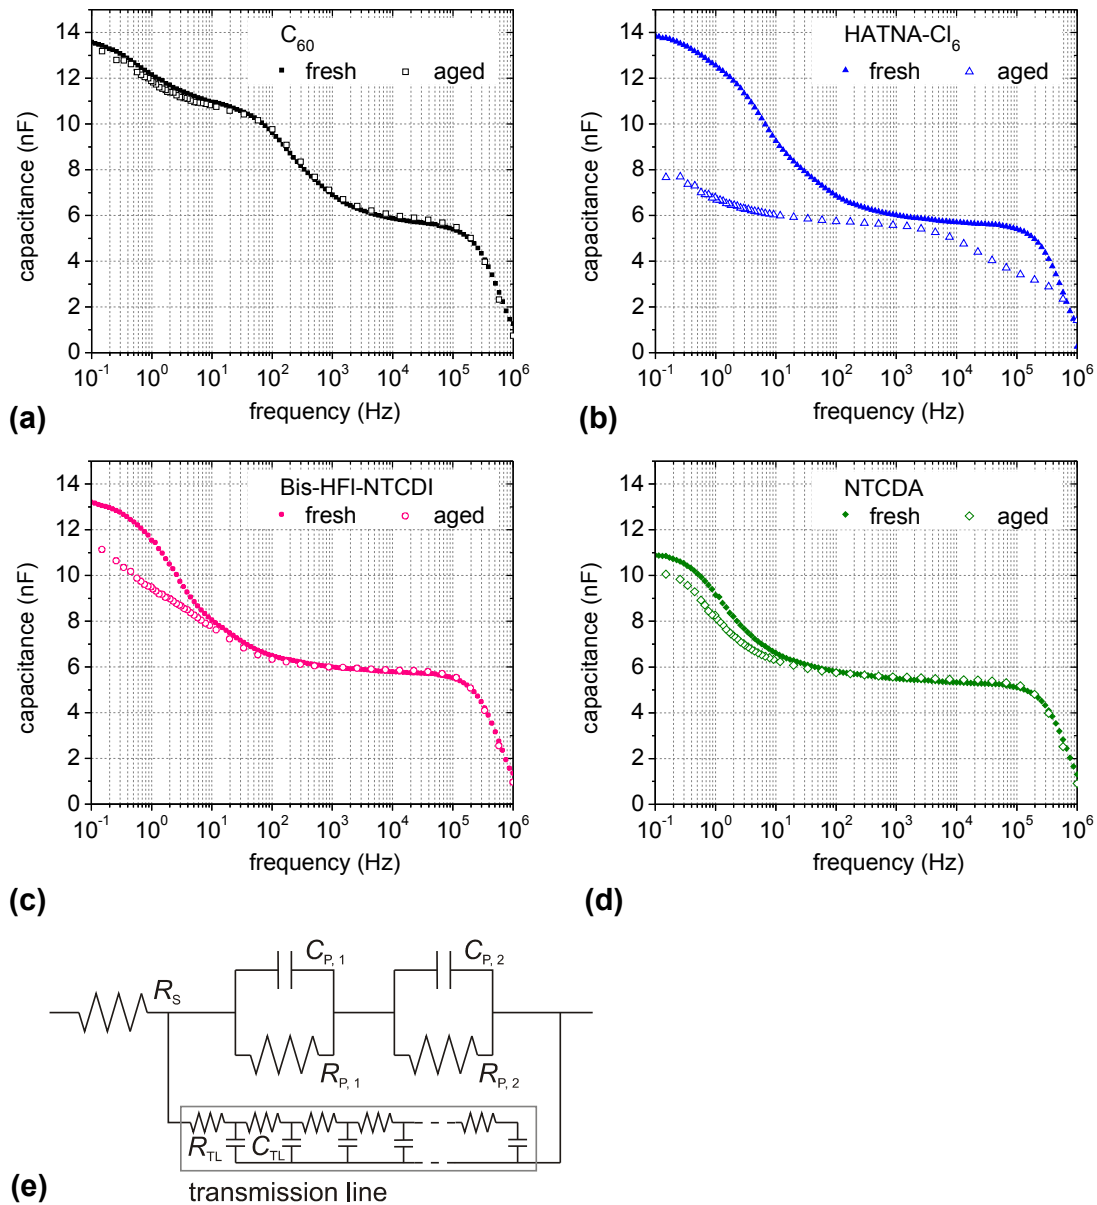 C60
fresh aged
14
12
10
8
6
4
2
0
capacitance (nF)
10-1 100 101 102 103 104 105 106
frequency (Hz)
(a)
HATNA-Cl6
fresh aged
14
12
10
8
6
4
2
0
capacitance (nF)
10-1 100 101 102 103 104 105 106
frequency (Hz)
(b)
Bis-HFI-NTCDI
fresh aged
14
12
10
8
6
4
2
0
capacitance (nF)
10-1 100 101 102 103 104 105 106
frequency (Hz)
(c)
NTCDA
fresh aged
14
12
10
8
6
4
2
0
capacitance (nF)
10-1 100 101 102 103 104 105 106
frequency (Hz)
(d)
CP, 1 CP, 2
RS
RP, 1 RP, 2
RTL CTL
transmission line
(e)